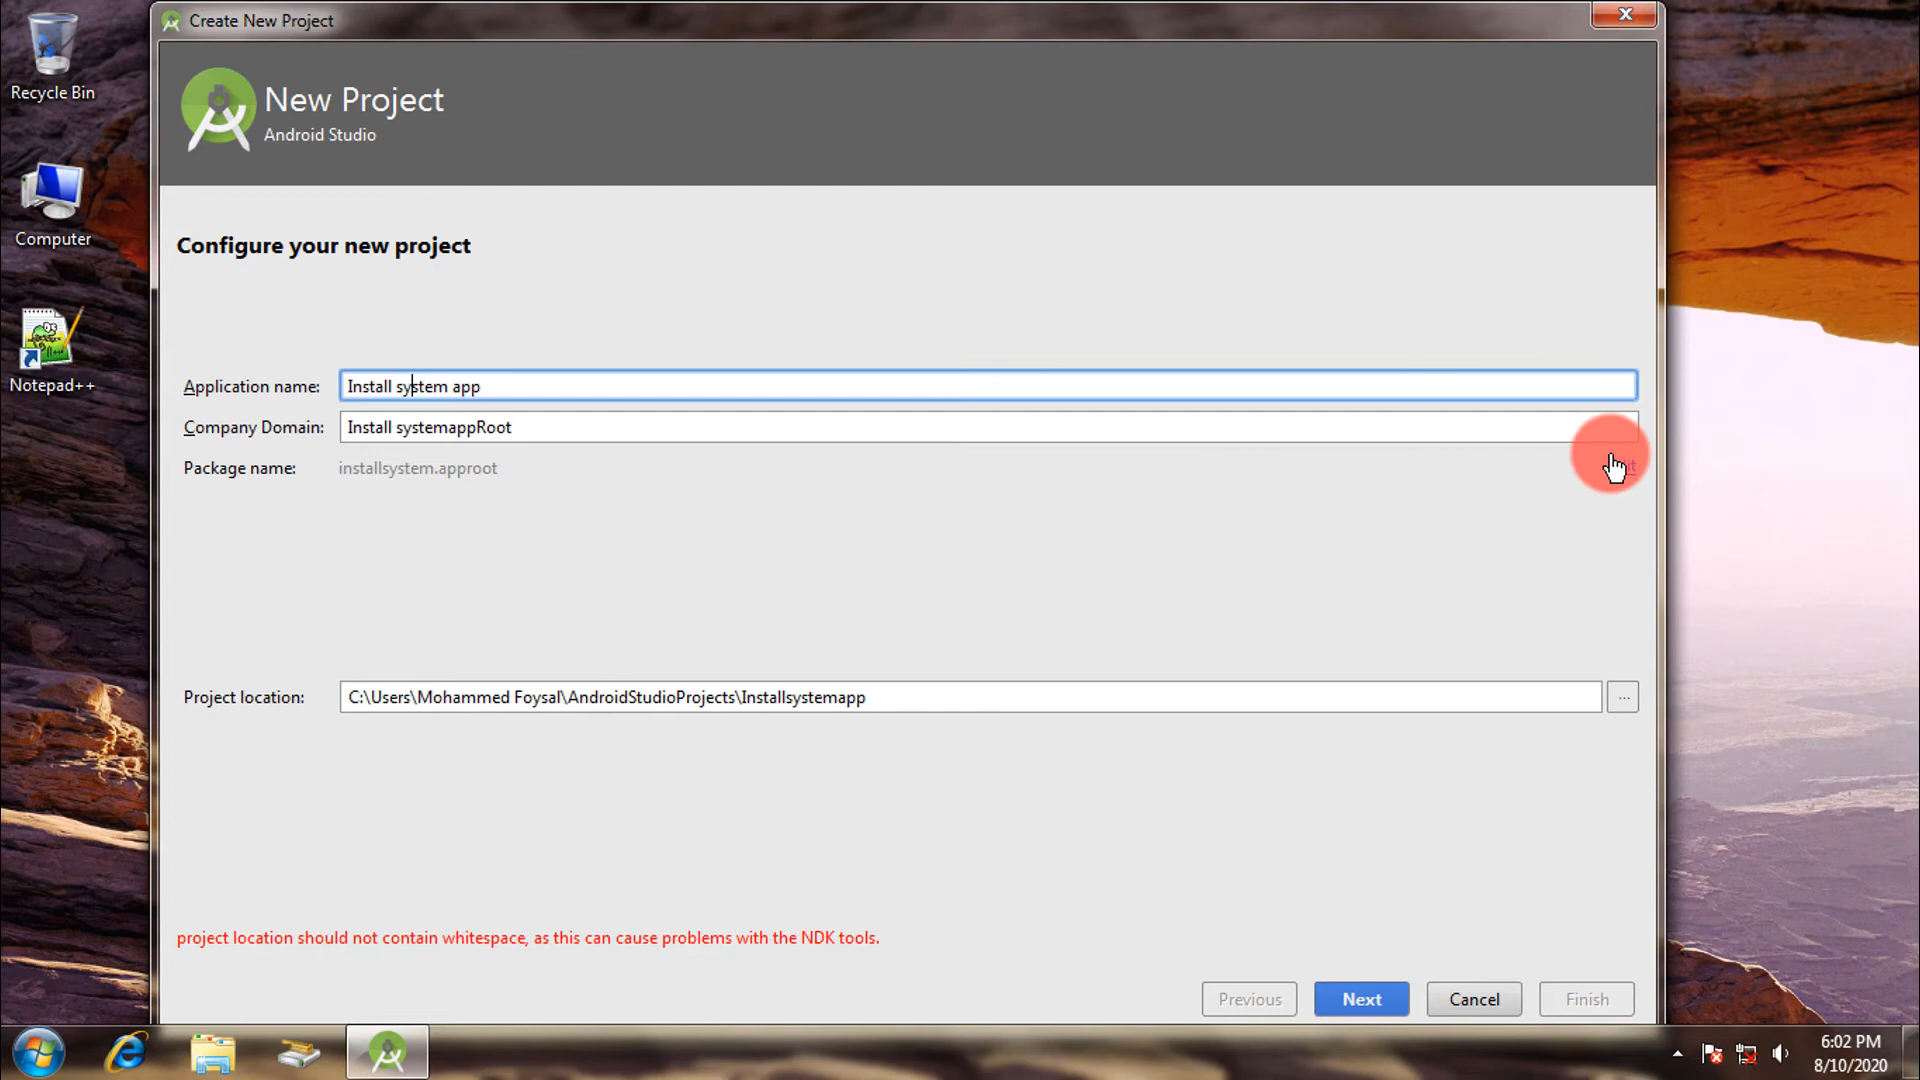 Create New Project
Recycle Bin
New Project
Android Studio
Computer
Configure your new project
Notepad++
Application name: Install system app
Company Domain: Install systemappRoot
Package name: installsystem.approot
Project location: C:\Users\Mohammed Foysal\AndroidStudioProjects\Installsystemapp ...
project location should not contain whitespace, as this can cause problems with the NDK tools.
Previous Next Cancel Finish
6:02 PM
8/10/2020